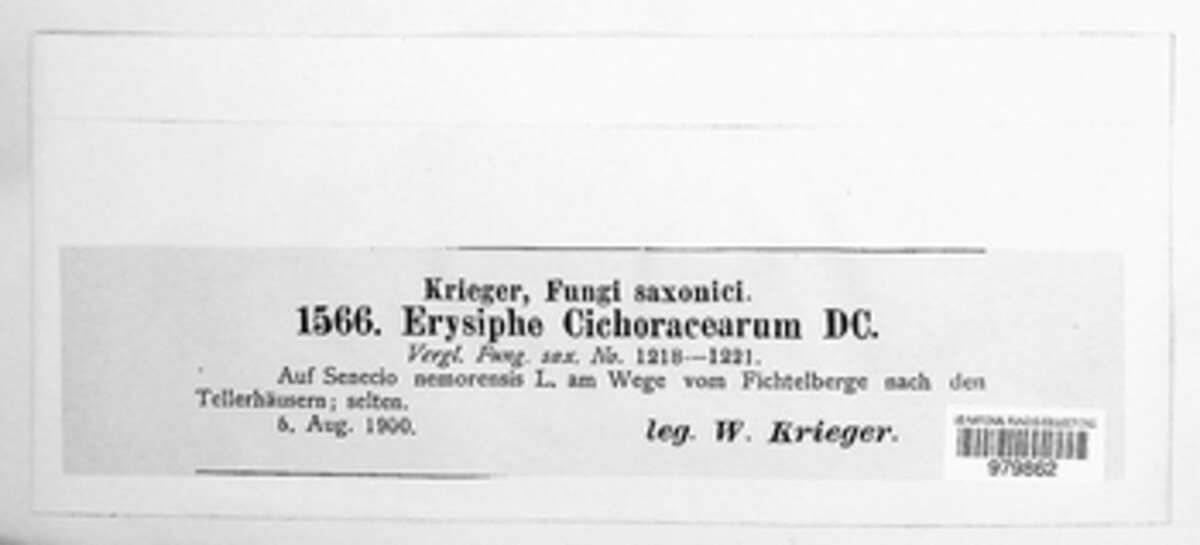 Krieger, Fungi saxonici.
1566. Erysiphe Cichoracearum DC.
Vergl. Fung. sax. No. 1218—1221.
Auf Senecio nemorensis L. am Wege vom Fichtelberge nach den
Tellerhäusern; selten.
Aug. 1900.
leg. W. Krieger.
979862